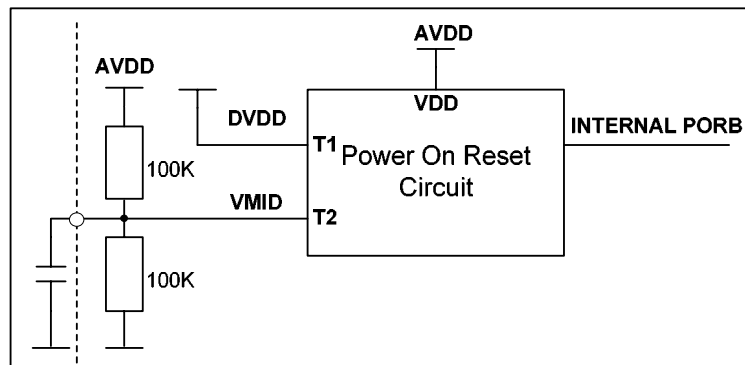 AVDD
AVDD
VDD
DVDD
T1
INTERNAL PORB
Power On Reset
Circuit
100K
VMID
T2
100K